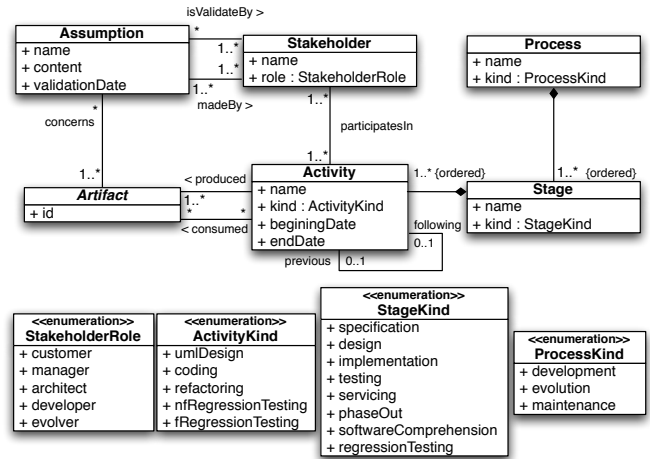 isValidateBy >
Assumption
+ name
+ content
+ validationDate
*
1..*
1..*
1..*
madeBy >
Stakeholder
+ name
+ role : StakeholderRole
Process
+ name
+ kind : ProcessKind
*
concerns
1..*
1..*
participatesIn
1..*
1..* {ordered}
Artifact
+ id
< produced
1..*
*
*
< consumed
Activity
+ name
+ kind : ActivityKind
+ beginingDate
+ endDate
1..* {ordered}
following
0..1
previous
0..1
Stage
+ name
+ kind : StageKind
<<enumeration>>
StakeholderRole
+ customer
+ manager
+ architect
+ developer
+ evolver
<<enumeration>>
ActivityKind
+ umlDesign
+ coding
+ refactoring
+ nfRegressionTesting
+ fRegressionTesting
<<enumeration>>
StageKind
+ specification
+ design
+ implementation
+ testing
+ servicing
+ phaseOut
+ softwareComprehension
+ regressionTesting
<<enumeration>>
ProcessKind
+ development
+ evolution
+ maintenance